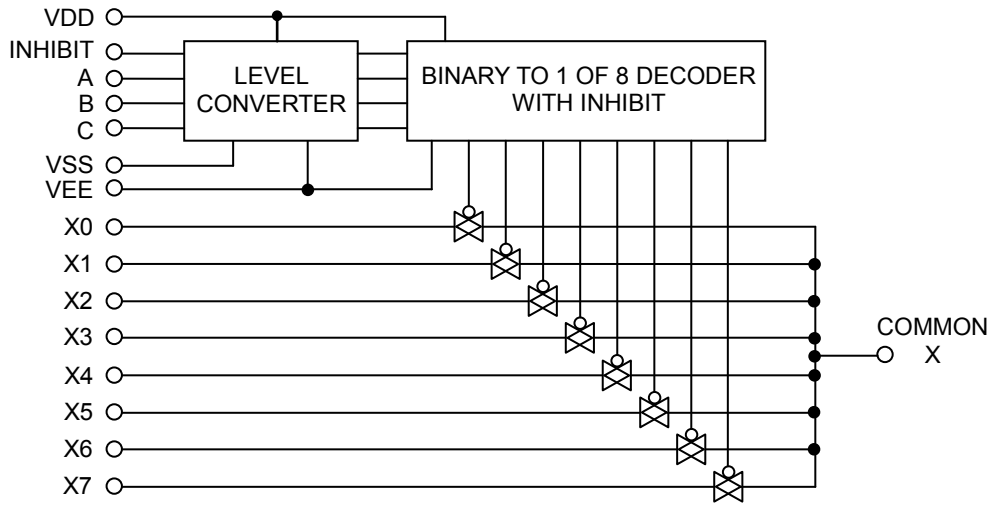 VDD
INHIBIT
A
B
C
VSS
VEE
LEVEL
CONVERTER
BINARY TO 1 OF 8 DECODER
WITH INHIBIT
X0
X1
X2
X3
X4
X5
X6
X7
COMMON
X